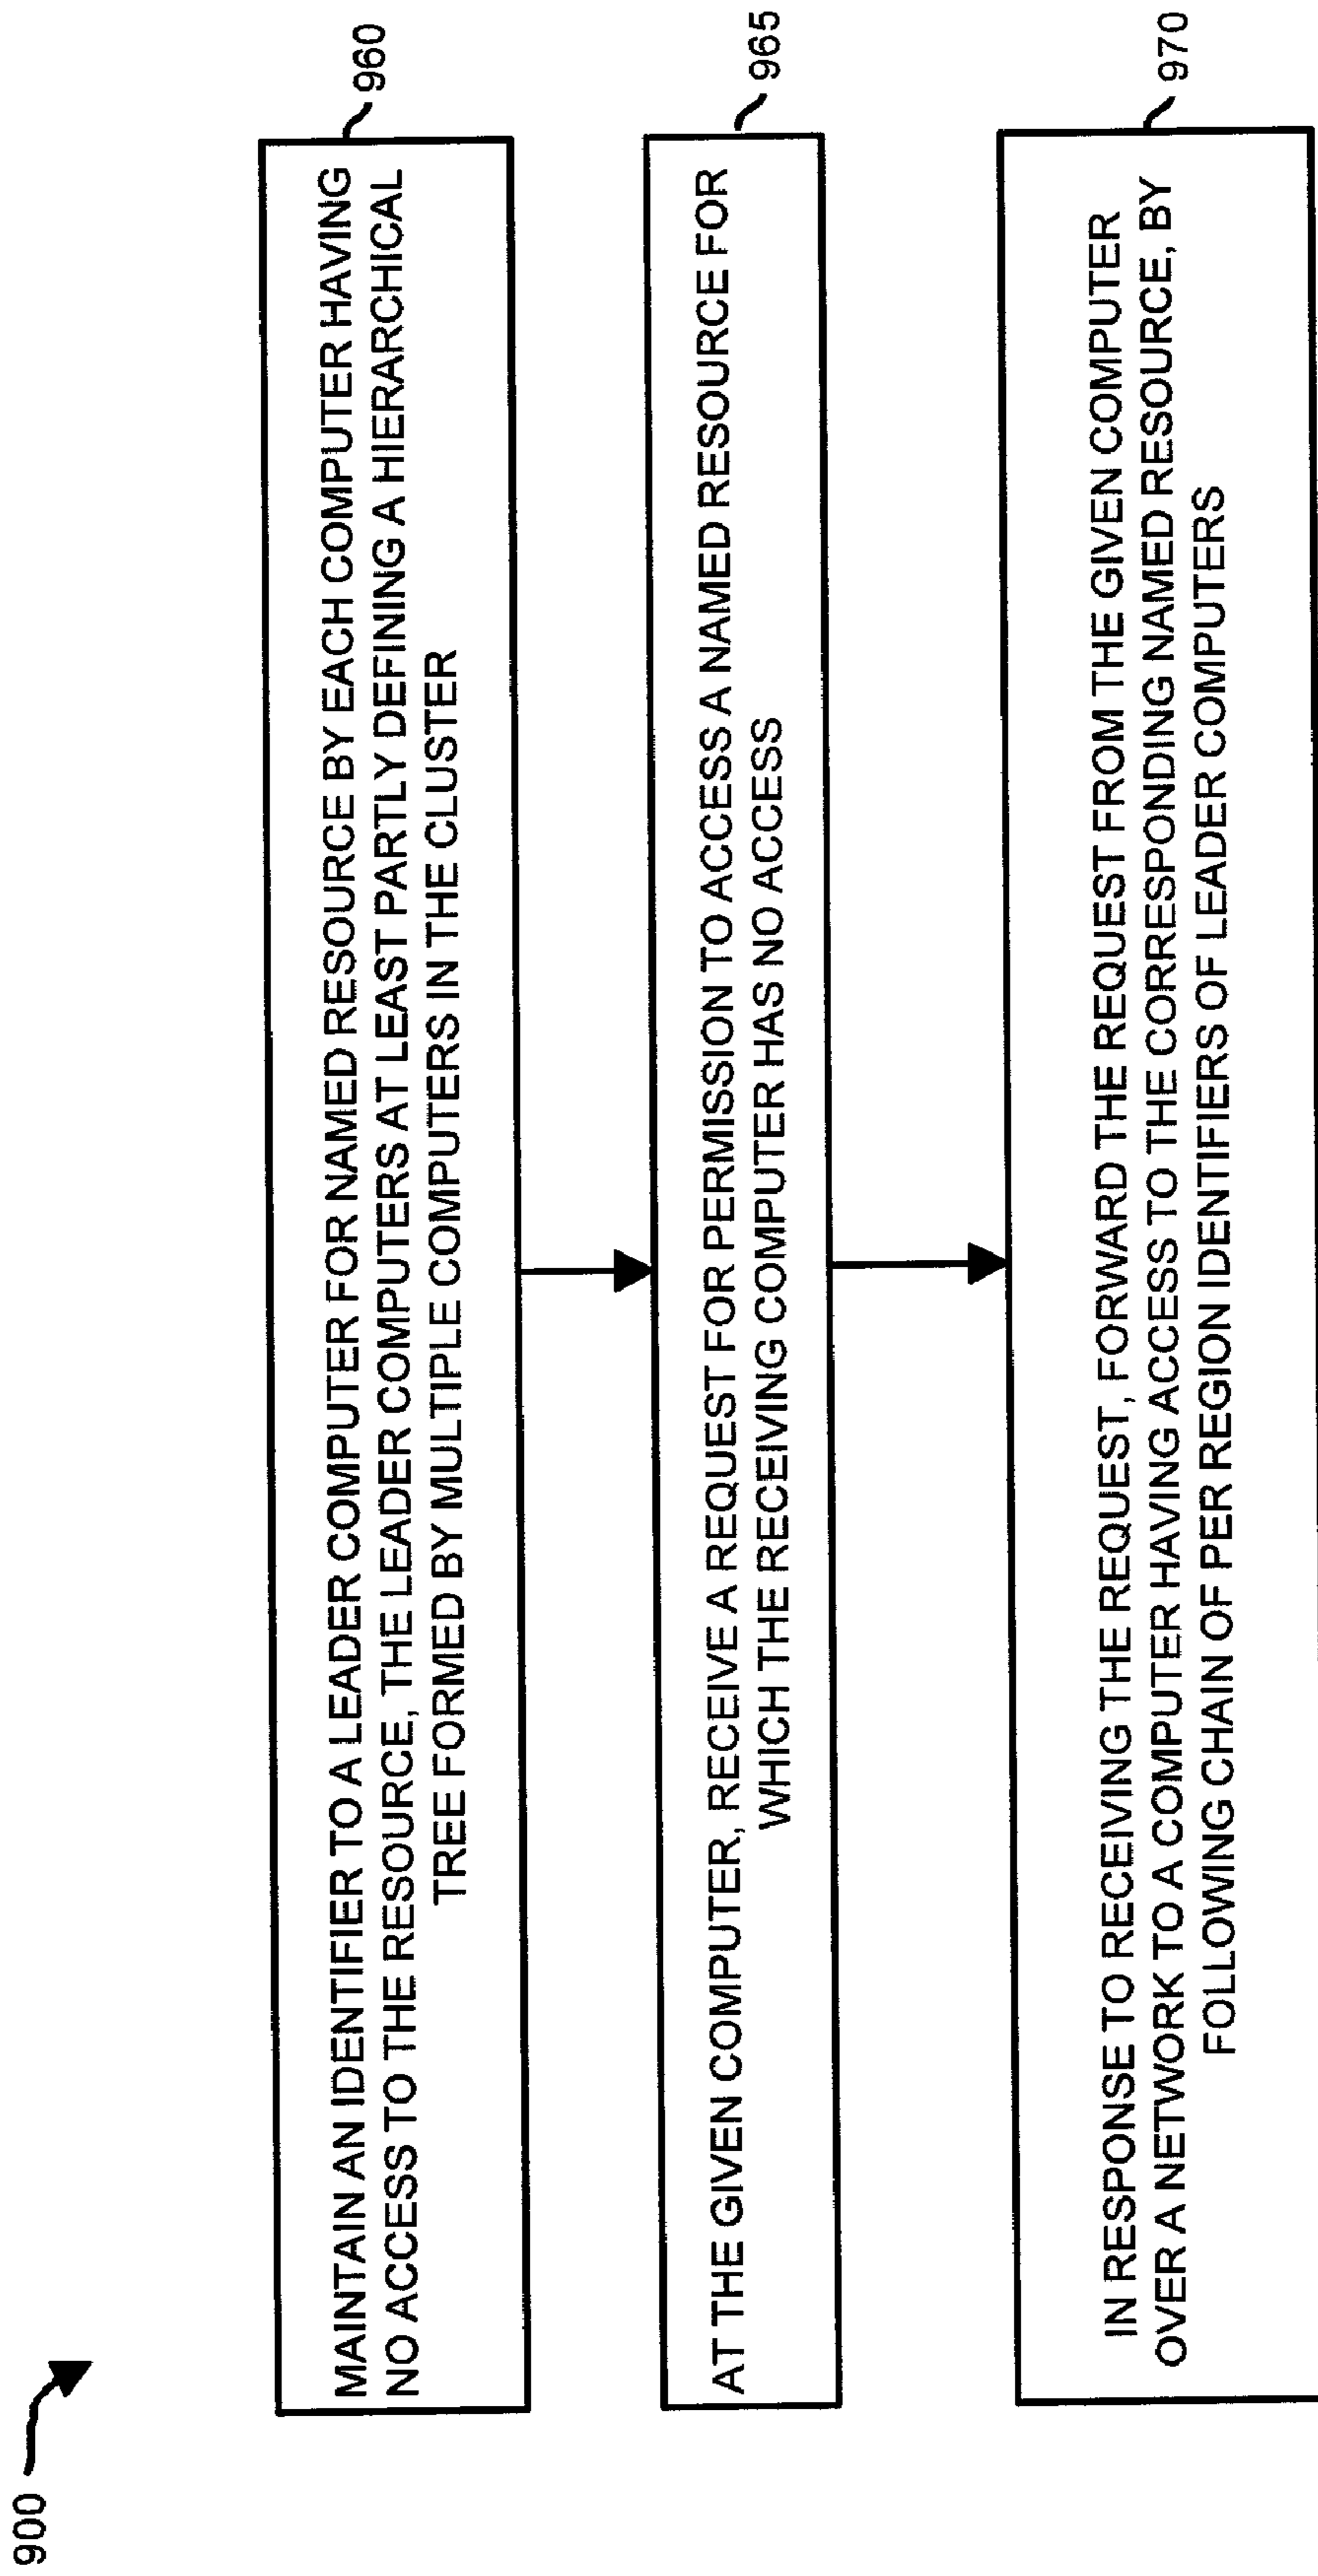 900
MAINTAIN AN IDENTIFIER TO A LEADER COMPUTER FOR NAMED RESOURCE BY EACH COMPUTER HAVING
NO ACCESS TO THE RESOURCE, THE LEADER COMPUTERS AT LEAST PARTLY DEFINING A HIERARCHICAL
TREE FORMED BY MULTIPLE COMPUTERS IN THE CLUSTER
960
AT THE GIVEN COMPUTER, RECEIVE A REQUEST FOR PERMISSION TO ACCESS A NAMED RESOURCE FOR
WHICH THE RECEIVING COMPUTER HAS NO ACCESS
965
IN RESPONSE TO RECEIVING THE REQUEST, FORWARD THE REQUEST FROM THE GIVEN COMPUTER
OVER A NETWORK TO A COMPUTER HAVING ACCESS TO THE CORRESPONDING NAMED RESOURCE, BY
FOLLOWING CHAIN OF PER REGION IDENTIFIERS OF LEADER COMPUTERS
970